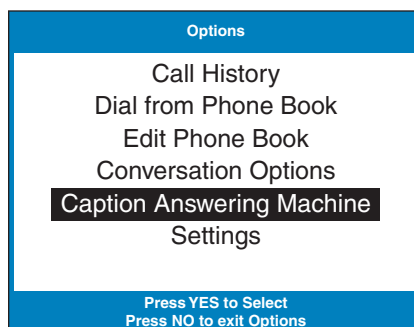 Options
Call History
Dial from Phone Book
Edit Phone Book
Conversation Options
Caption Answering Machine
Settings
Press YES to Select
Press NO to exit Options